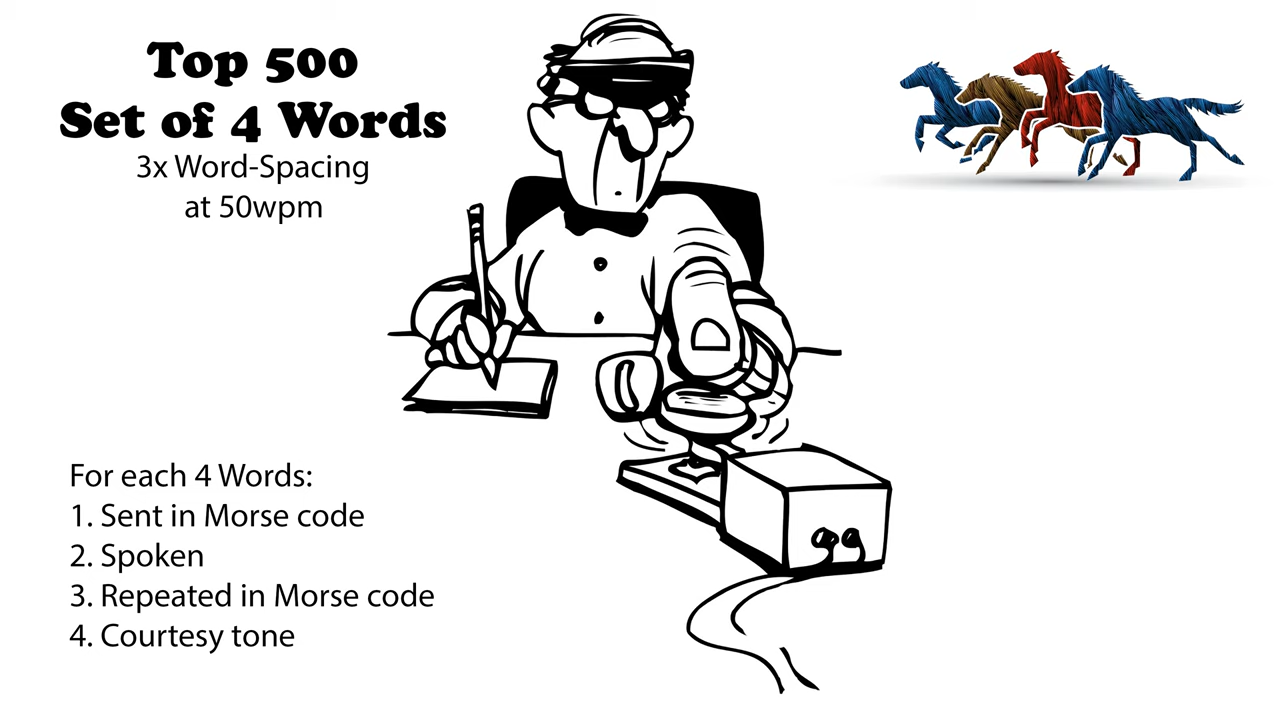 Top 500
Set of 4 Words
3x Word-Spacing
at 50wpm
For each 4 Words:
1. Sent in Morse code
2. Spoken
3. Repeated in Morse code
4. Courtesy tone